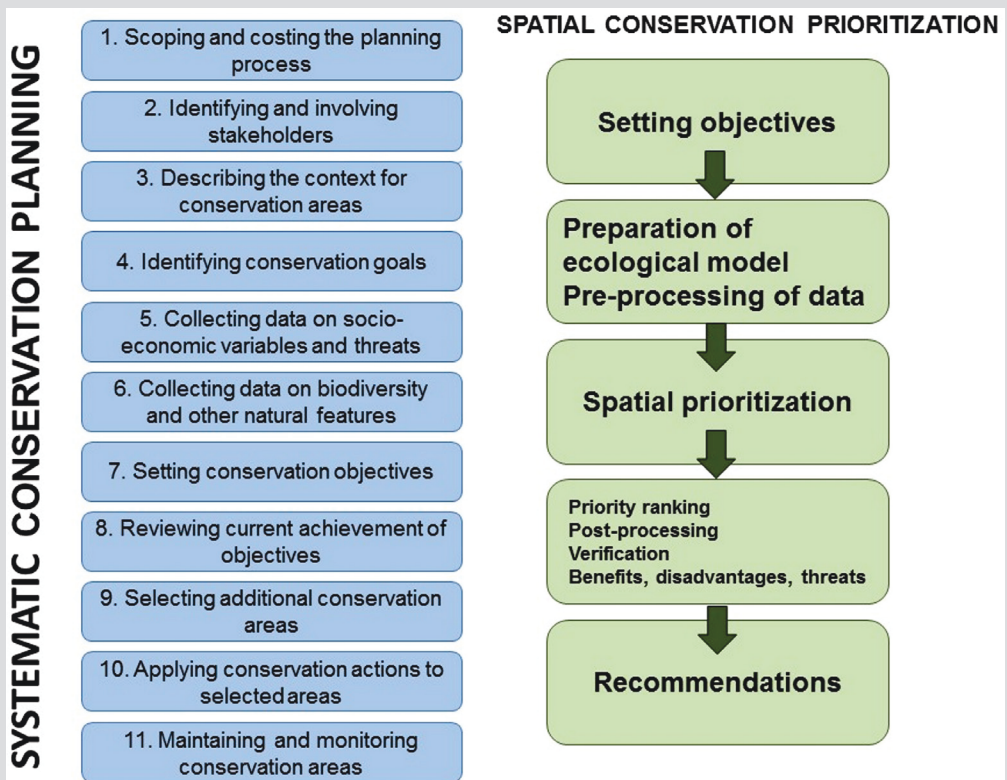 SYSTEMATIC CONSERVATION PLANNING
1. Scoping and costing the planning
process
2. Identifying and involving
stakeholders
3. Describing the context for
conservation areas
4. Identifying conservation goals
5. Collecting data on socio-
economic variables and threats
6. Collecting data on biodiversity
and other natural features
7. Setting conservation objectives
8. Reviewing current achievement of
objectives
9. Selecting additional conservation
areas
10. Applying conservation actions to
selected areas
11. Maintaining and monitoring
conservation areas
SPATIAL CONSERVATION PRIORITIZATION
Setting objectives
Preparation of
ecological model
Pre-processing of data
Spatial prioritization
Priority ranking
Post-processing
Verification
Benefits, disadvantages, threats
Recommendations